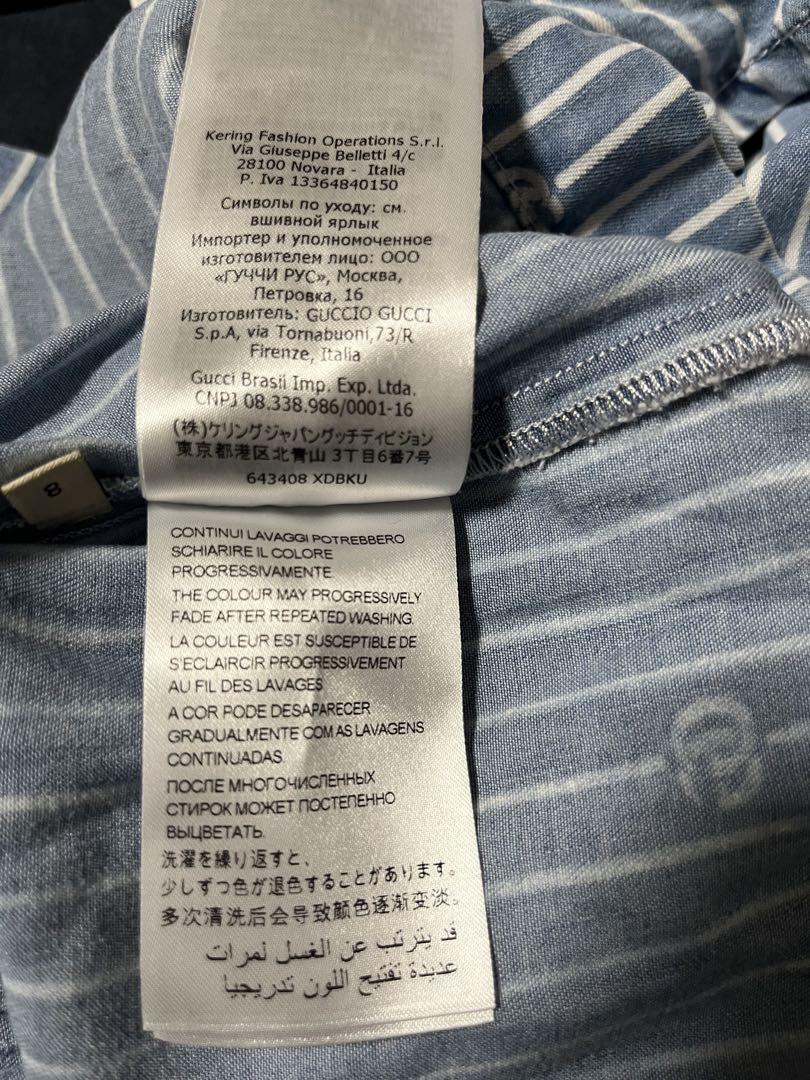 Kering Fashion Operations S.r.l.
Via Giuseppe Belletti 4/c
28100 Novara - Italia
P. Iva 13364840150
Символы по уходу: см.
вшивной ярлык
Импортер и уполномоченное
изготовителем лицо: ООО
«ГУЧЧИ РУС», Москва,
Петровка, 16
Изготовитель: GUCCIO GUCCI
S.p.A, via Tornabuoni,73/R
Firenze, Italia
Gucci Brasil Imp. Exp. Ltda.
CNPJ 08.338.986/0001-16
(株)ケリングジャパングッチディビジョン
東京都港区北青山 3丁目6番7号
643408 XDBKU
8
CONTINUI LAVAGGI POTREBBERO
SCHIARIRE IL COLORE
PROGRESSIVAMENTE
THE COLOUR MAY PROGRESSIVELY
FADE AFTER REPEATED WASHING.
LA COULEUR EST SUSCEPTIBLE DE
S'ECLAIRCIR PROGRESSIVEMENT
AU FIL DES LAVAGES
A COR PODE DESAPARECER
GRADUALMENTE COM AS LAVAGENS
CONTINUADAS.
ПОСЛЕ МНОГОЧИСЛЕННЫХ
СТИРОК МОЖЕТ ПОСТЕПЕННО
ВЫЦВЕТАТЬ.
洗濯を繰り返すと、
少しずつ色が退色することがあります。
多次清洗后会导致颜色逐渐变淡。
قد يترتب عن الغسل لمرات
عديدة تفتيح اللون تدريجيا